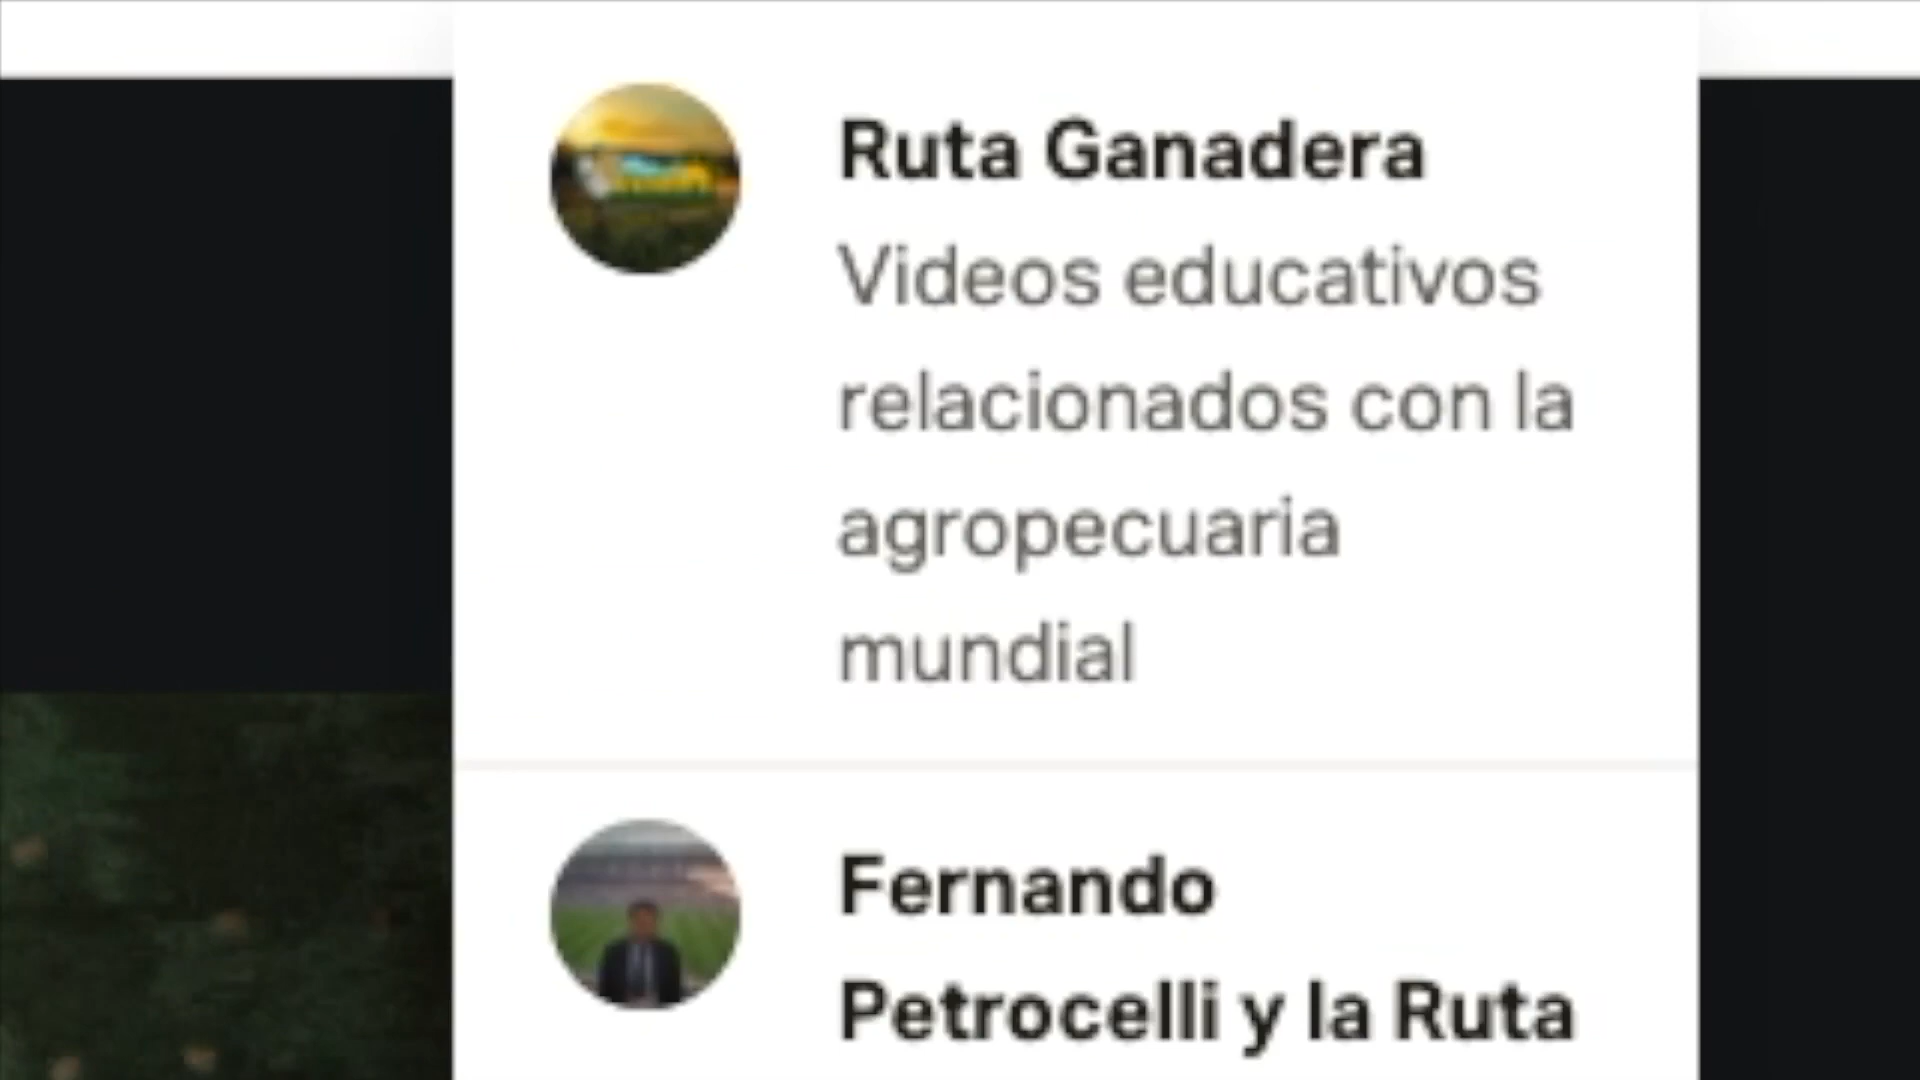 Ruta Ganadera
Videos educativos
relacionados con la
agropecuaria
mundial
Fernando
Petrocelli y la Ruta